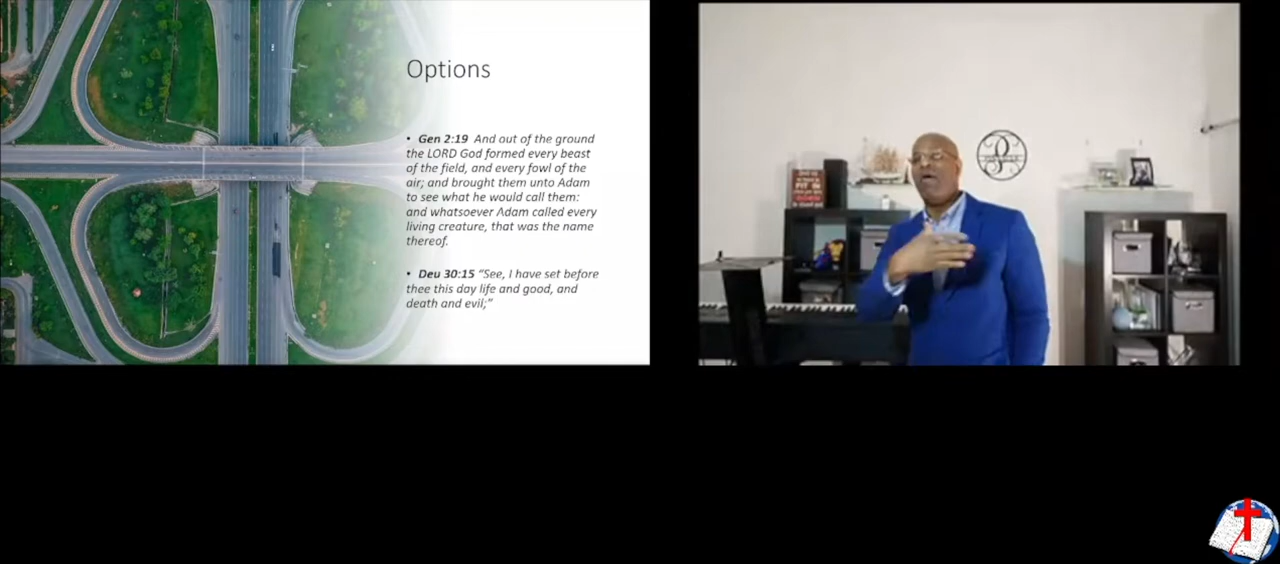 Options
• Gen 2:19 And out of the ground
the LORD God formed every beast
of the field, and every fowl of the
air; and brought them unto Adam
to see what he would call them:
and whatsoever Adam called every
living creature, that was the name
thereof.
• Deu 30:15 “See, I have set before
thee this day life and good, and
death and evil;”
FIT IN